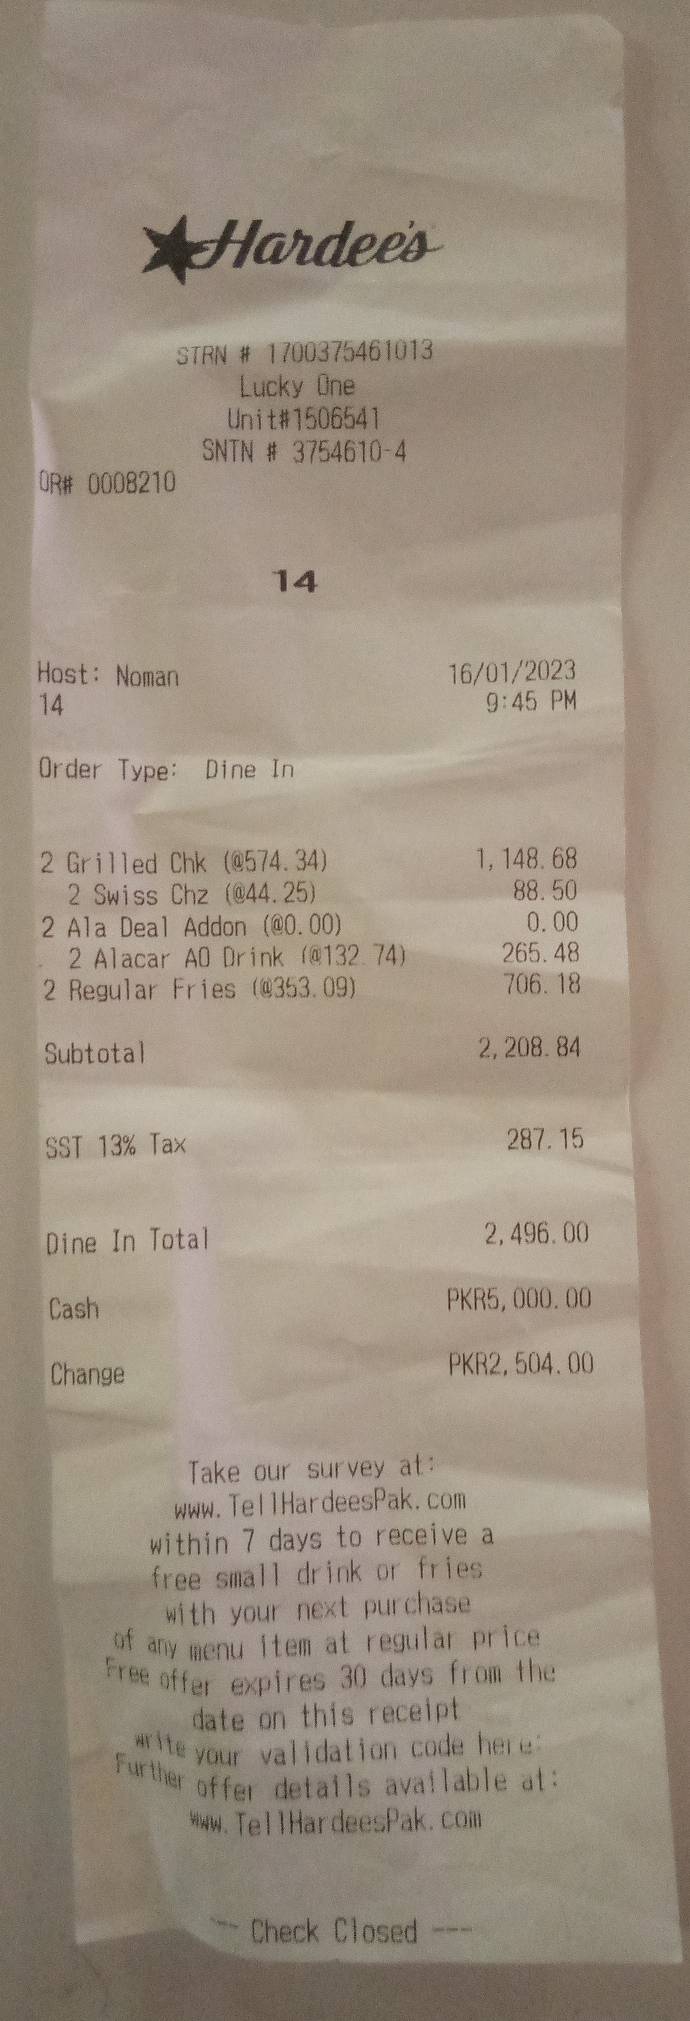 Hardee's
STRN # 1700375461013
Lucky One
Unit#1506541
SNTN # 3754610-4
OR# 0008210
14
Host: Noman 16/01/2023
14 9:45 PM
Order Type: Dine In
2 Grilled Chk (@574.34) 1,148.68
2 Swiss Chz (@44.25) 88.50
2 Ala Deal Addon (@0.00) 0.00
2 Alacar AO Drink (@132.74) 265.48
2 Regular Fries (@353.09) 706.18
Subtotal 2,208.84
SST 13% Tax 287.15
Dine In Total 2,496.00
Cash PKR5,000.00
Change PKR2,504.00
Take our survey at:
www.TellHardeesPak.com
within 7 days to receive a
free small drink or fries
with your next purchase
of any menu item at regular price
Free offer expires 30 days from the
date on this receipt
write your validation code here:
Further offer details available at:
www.TellHardeesPak.com
--- Check Closed ---